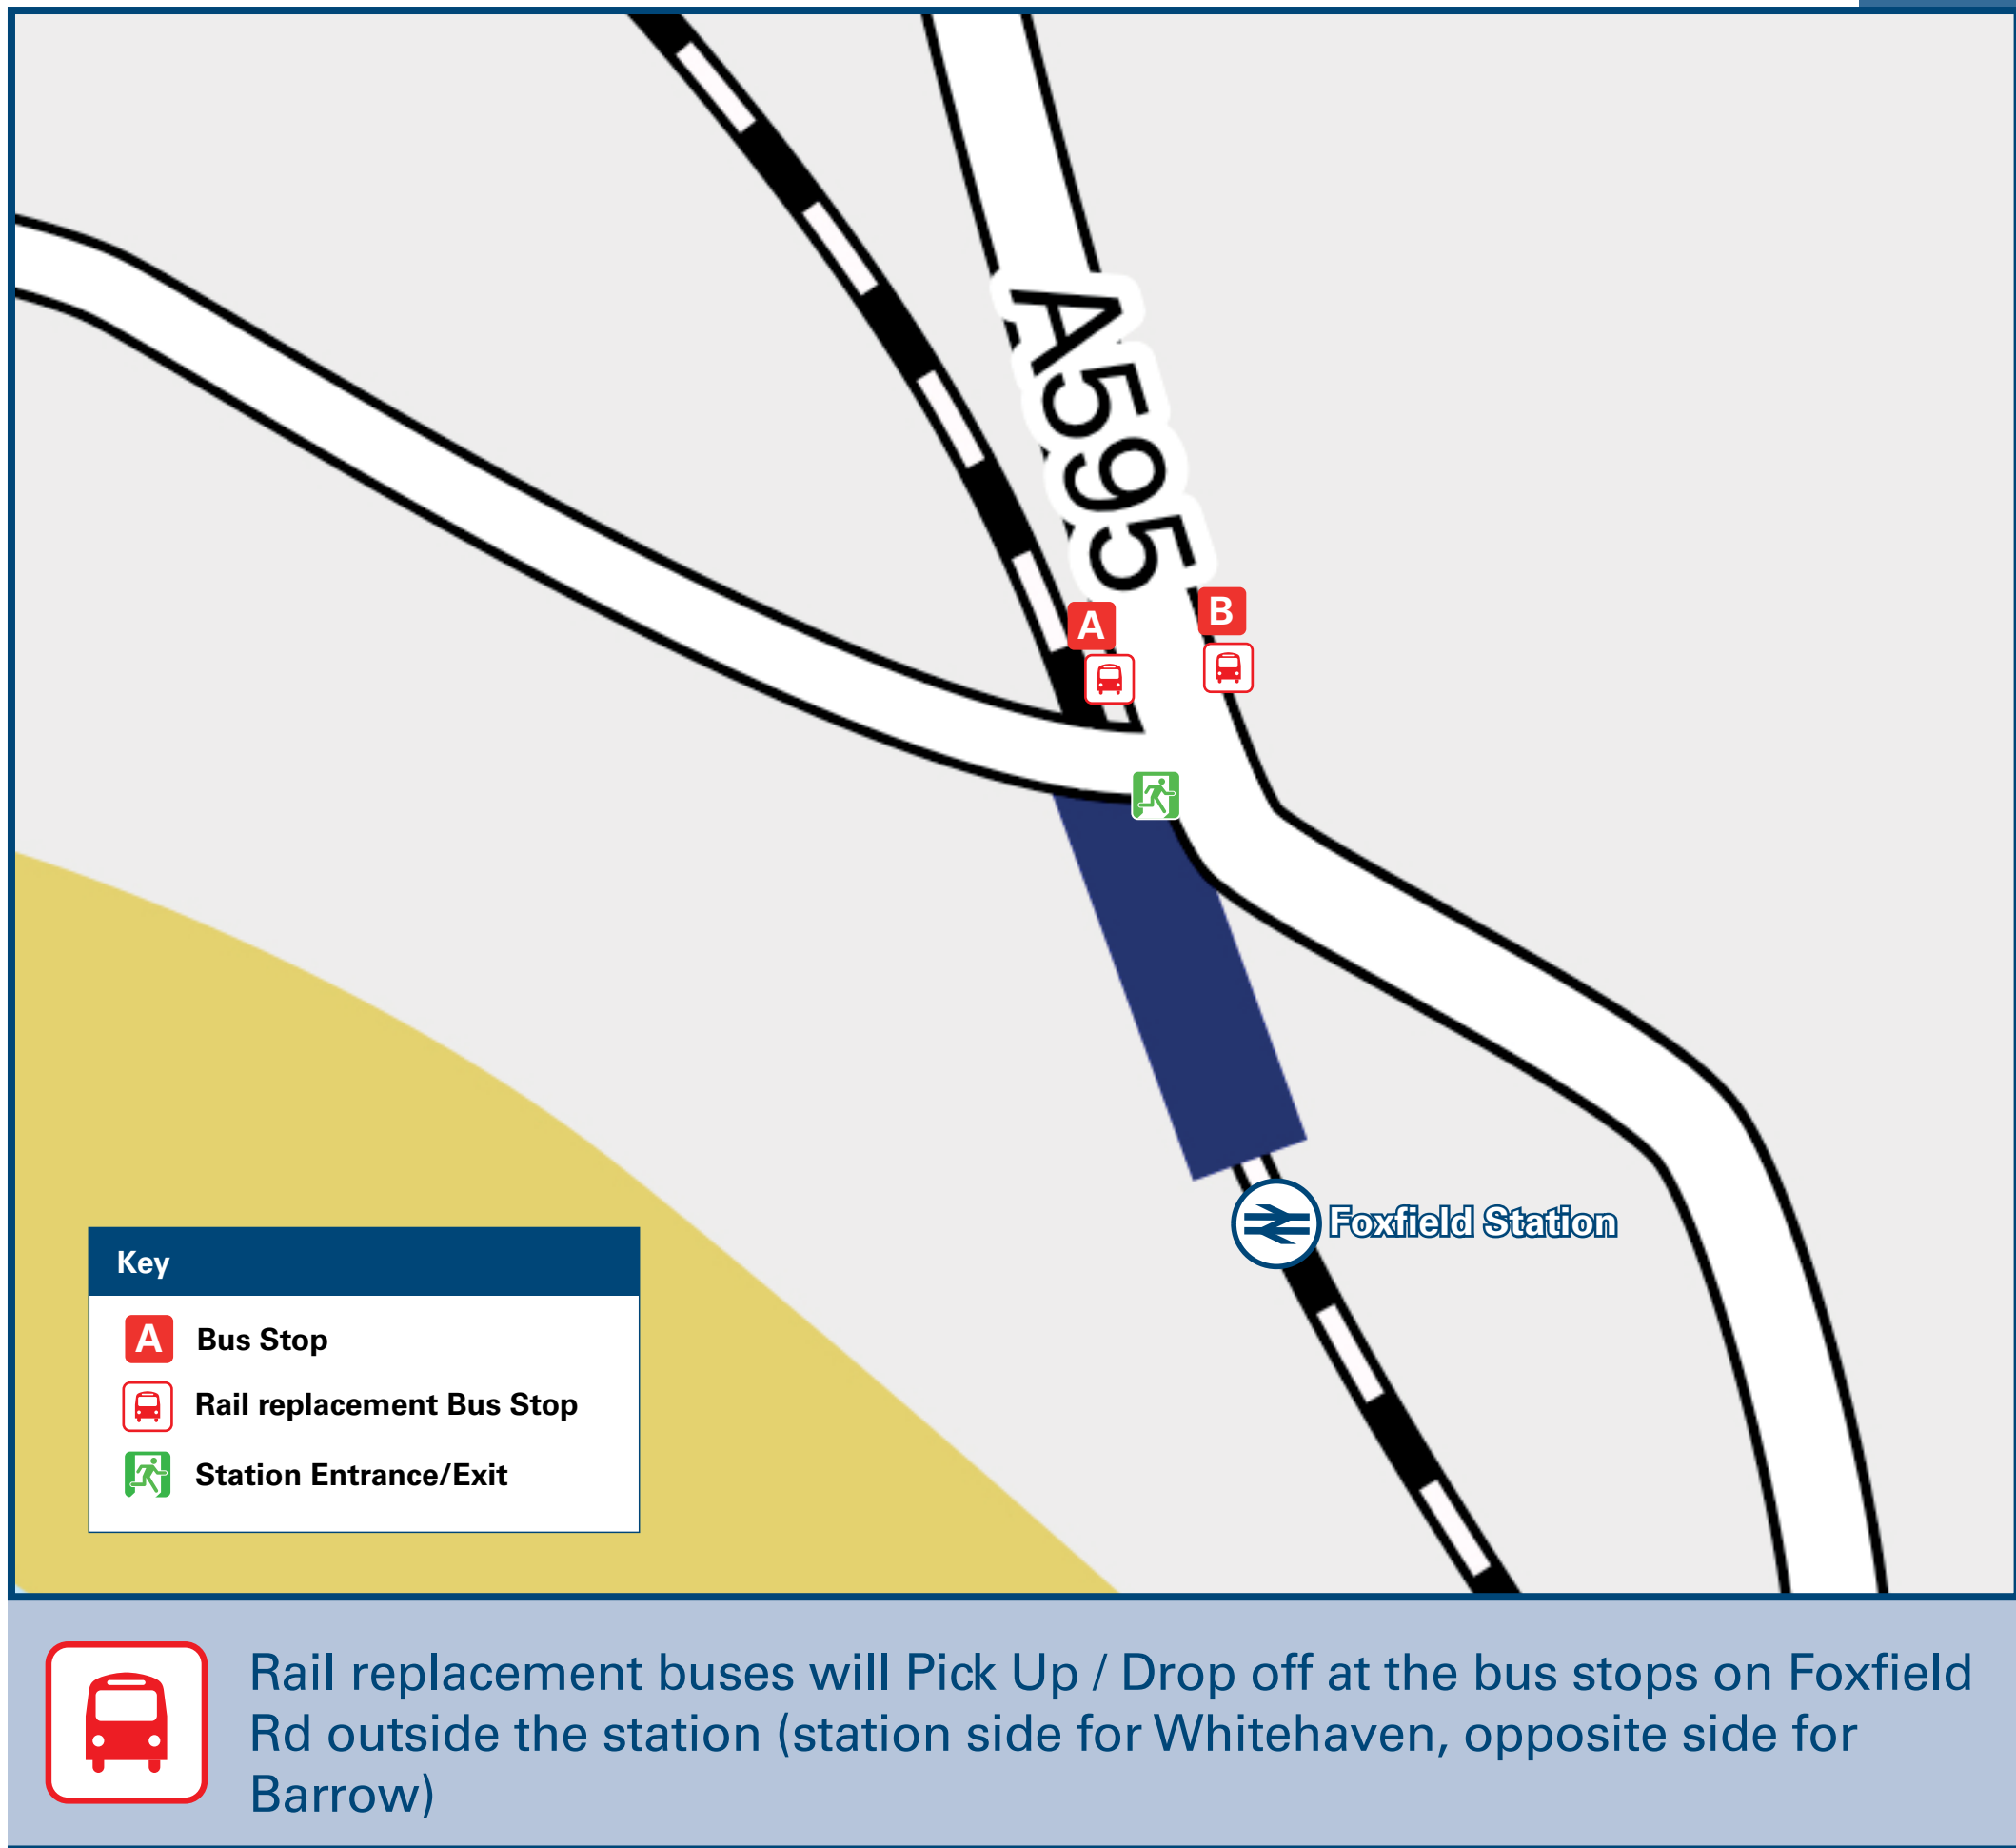 A595
A
B
Foxfield Station
Key
A Bus Stop
Rail replacement Bus Stop
Station Entrance/Exit
Rail replacement buses will Pick Up / Drop off at the bus stops on Foxfield
Rd outside the station (station side for Whitehaven, opposite side for
Barrow)